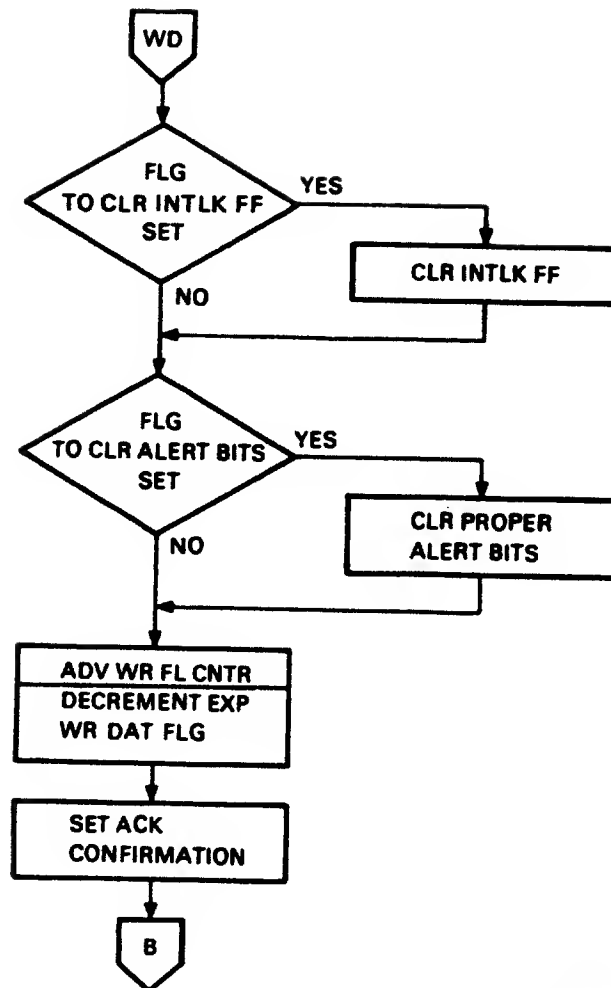 WD
FLG
TO CLR INTLK FF
SET
YES
CLR INTLK FF
NO
FLG
TO CLR ALERT BITS
SET
YES
CLR PROPER
ALERT BITS
NO
ADV WR FL CNTR
DECREMENT EXP
WR DAT FLG
SET ACK
CONFIRMATION
B